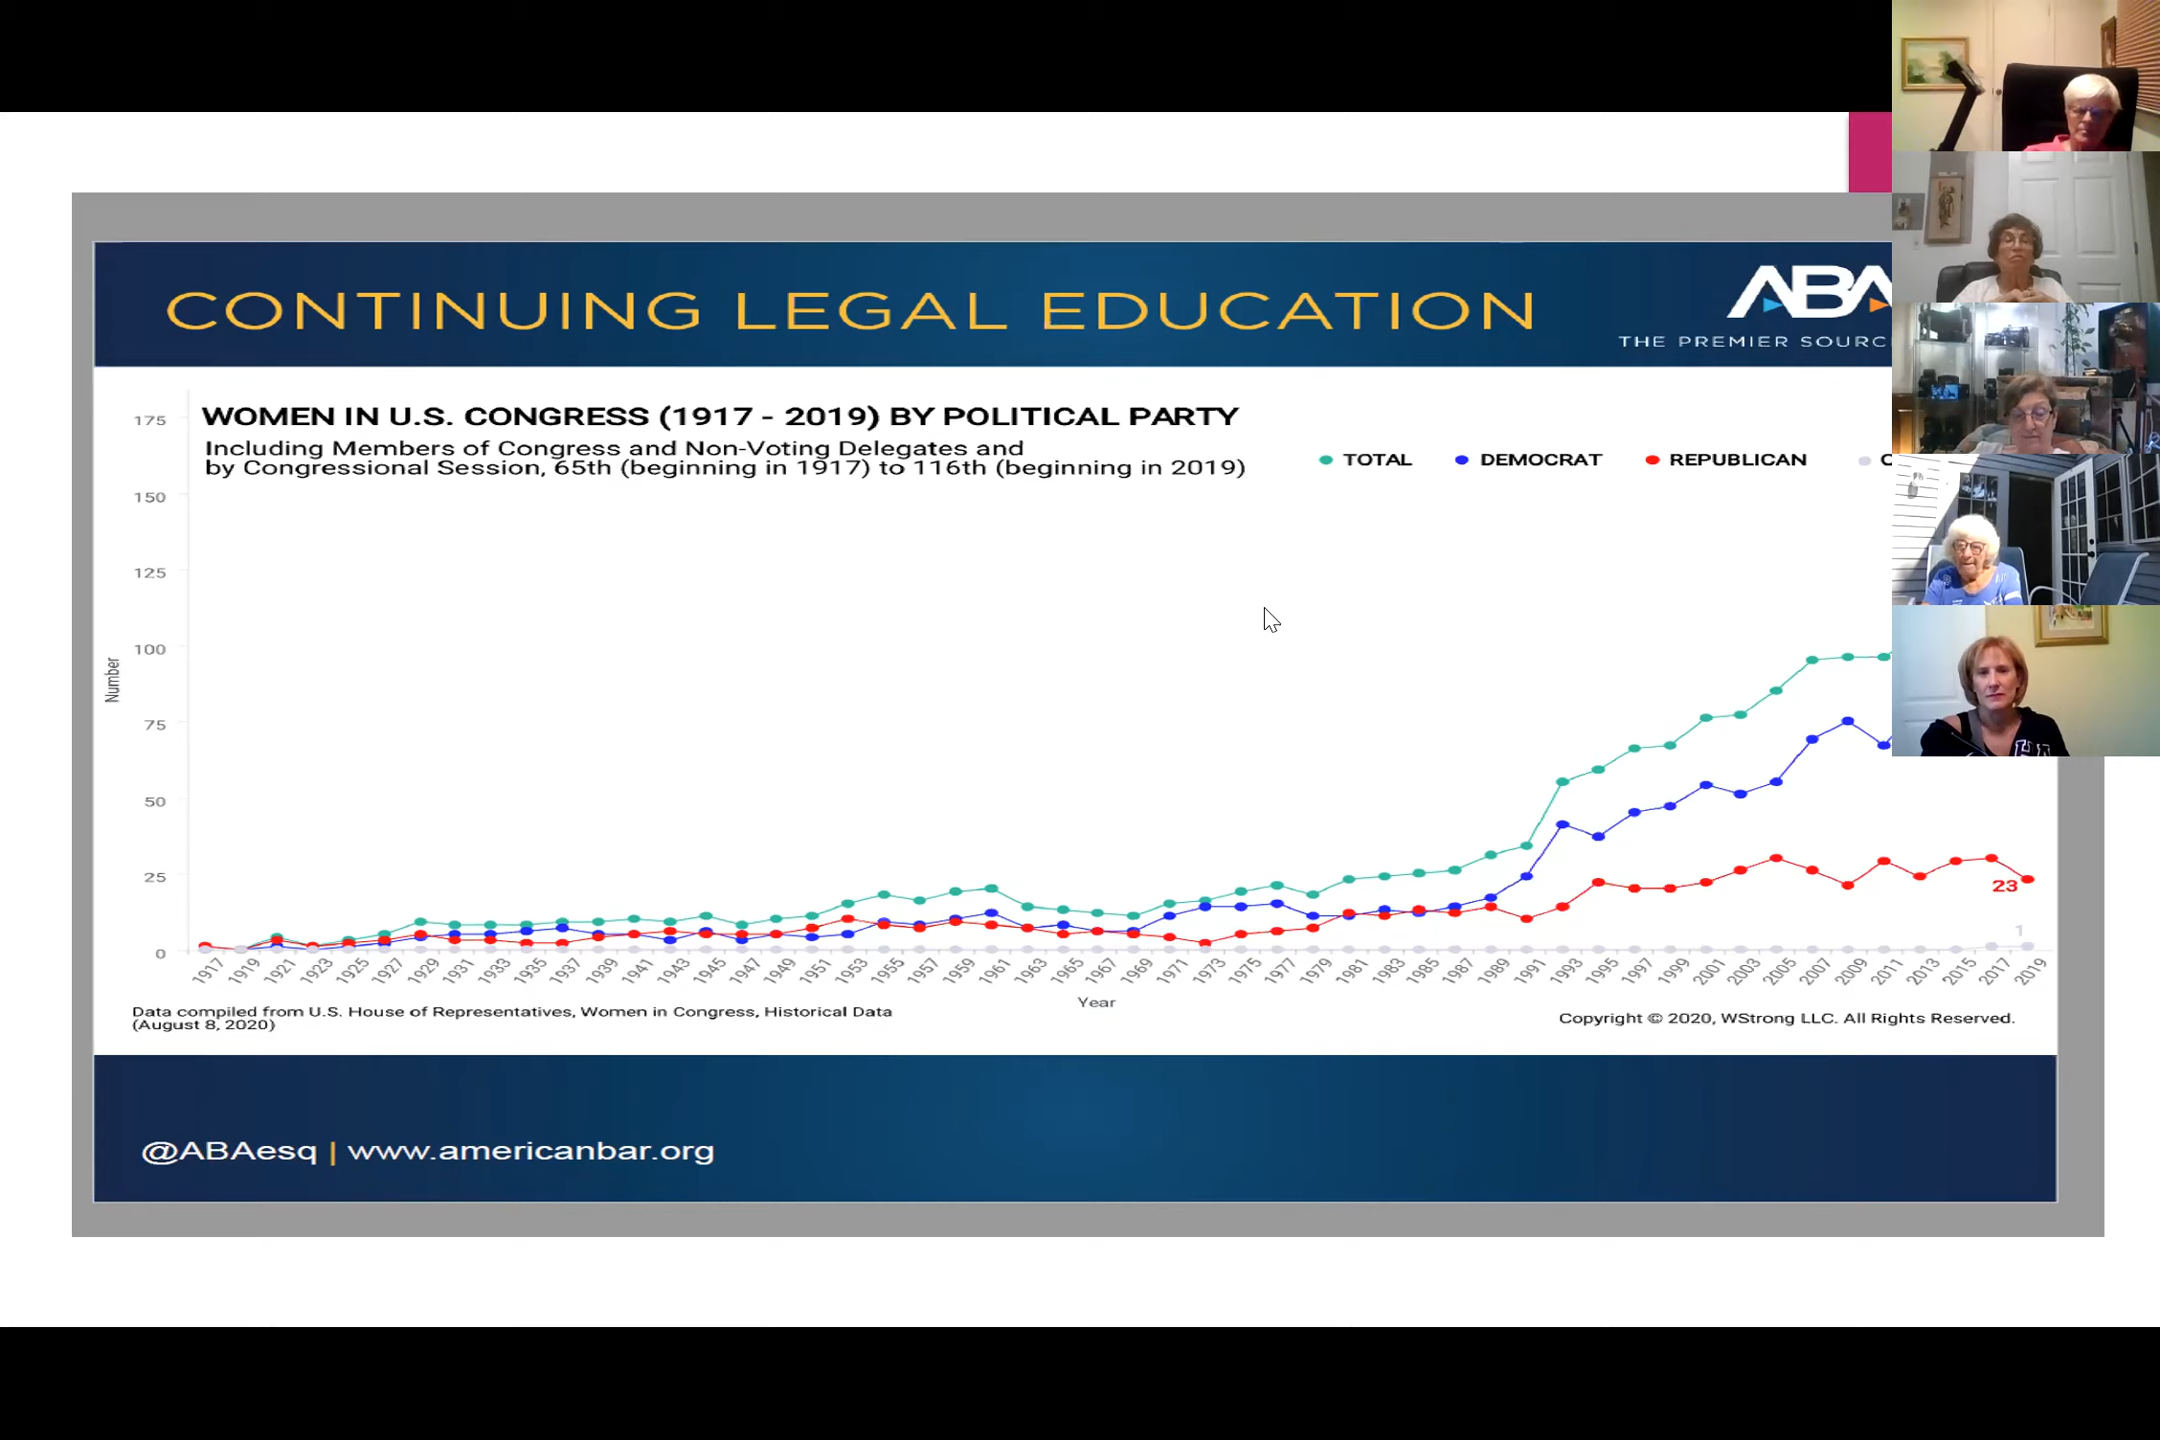 CONTINUING LEGAL EDUCATION
ABA
THE PREMIER
WOMEN IN U.S. CONGRESS (1917 - 2019) BY POLITICAL PARTY
Including Members of Congress and Non-Voting Delegates and
by Congressional Session, 65th (beginning in 1917) to 116th (beginning in 2019)
TOTAL DEMOCRAT REPUBLICAN
175
150
125
100
75
50
25
0
Number
23
1
1917 1919 1921 1923 1925 1927 1929 1931 1933 1935 1937 1939 1941 1943 1945 1947 1949 1951 1953 1955 1957 1959 1961 1963 1965 1967 1969 1971 1973 1975 1977 1979 1981 1983 1985 1987 1989 1991 1993 1995 1997 1999 2001 2003 2005 2007 2009 2011 2013 2015 2017 2019
Year
Data compiled from U.S. House of Representatives, Women in Congress, Historical Data
(August 8, 2020)
Copyright © 2020, WStrong LLC. All Rights Reserved.
@ABAesq | www.americanbar.org